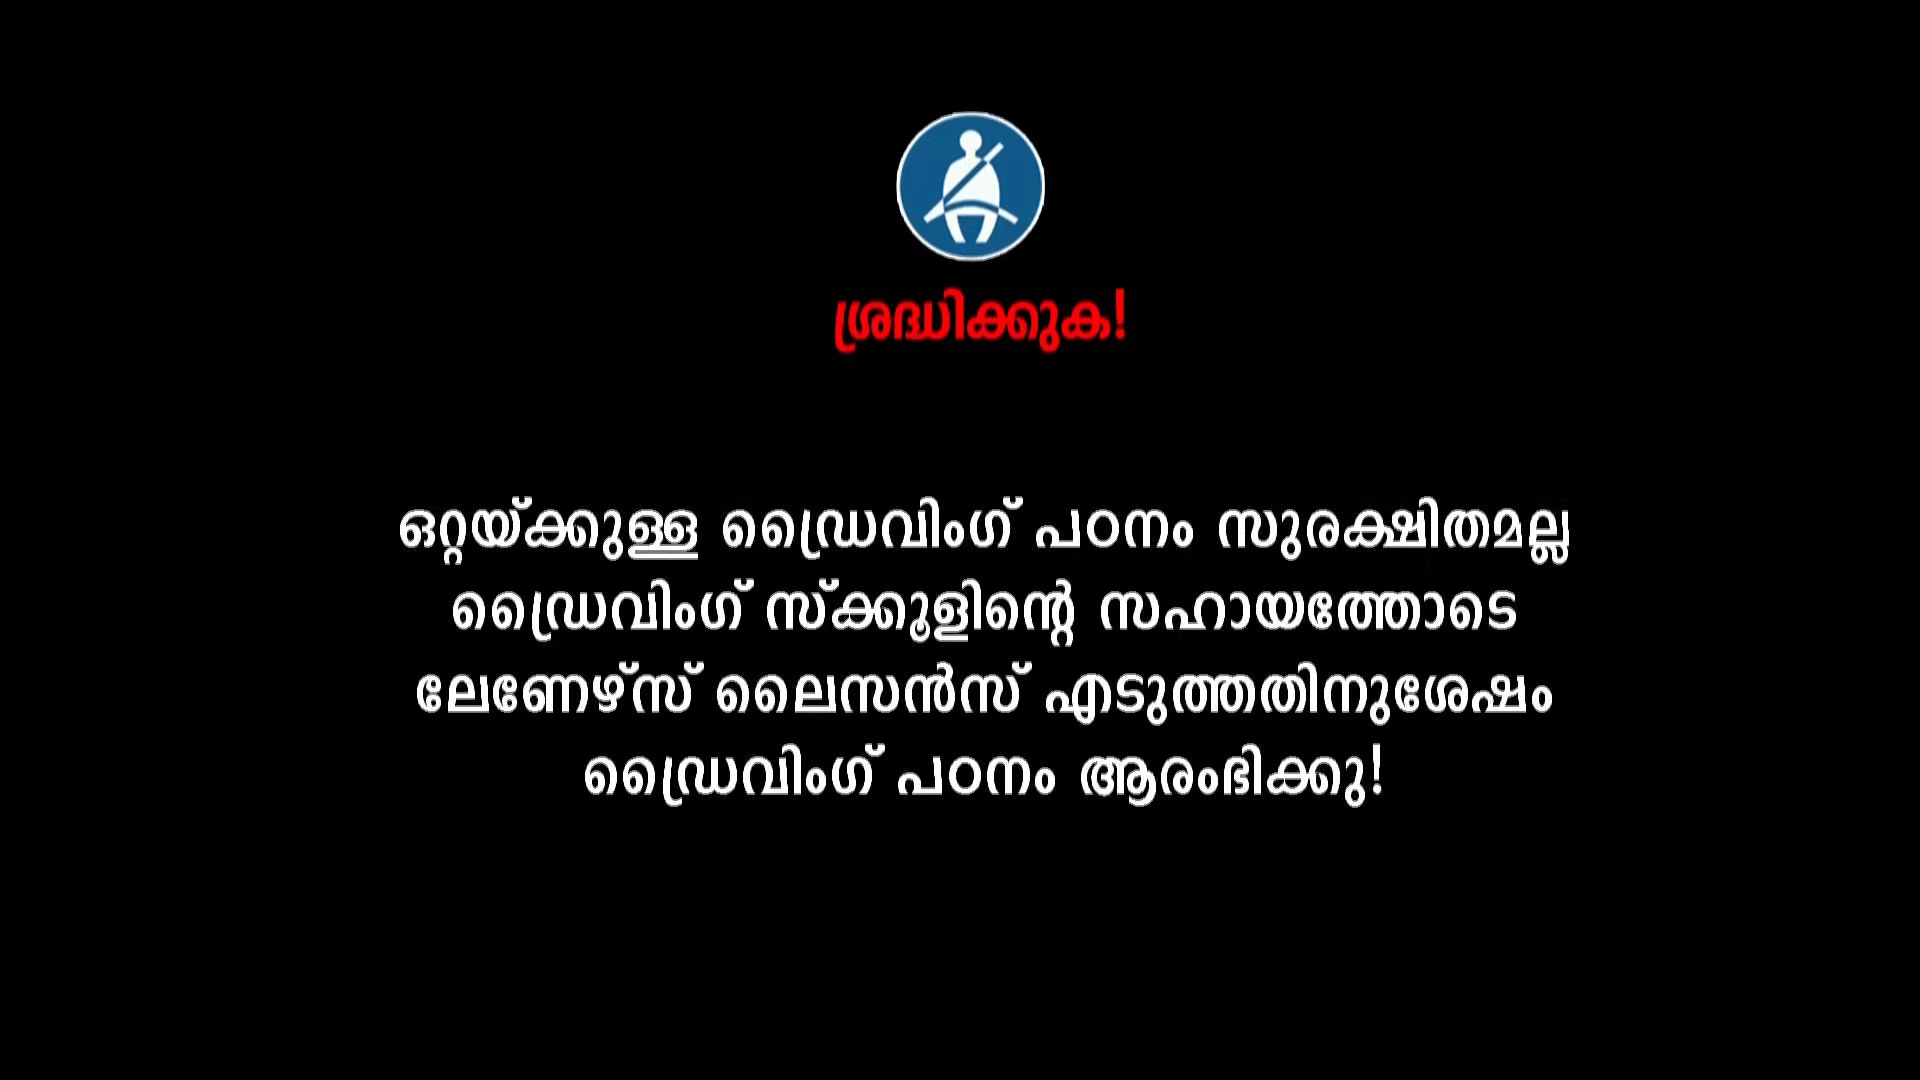 ശ്രദ്ധിക്കുക!
ഒറ്റയ്ക്കുള്ള ഡ്രൈവിംഗ് പഠനം സുരക്ഷിതമല്ല
ഡ്രൈവിംഗ് സ്ക്കൂളിന്റെ സഹായത്തോടെ
ലേണേഴ്സ് ലൈസൻസ് എടുത്തതിനുശേഷം
ഡ്രൈവിംഗ് പഠനം ആരംഭിക്കു!